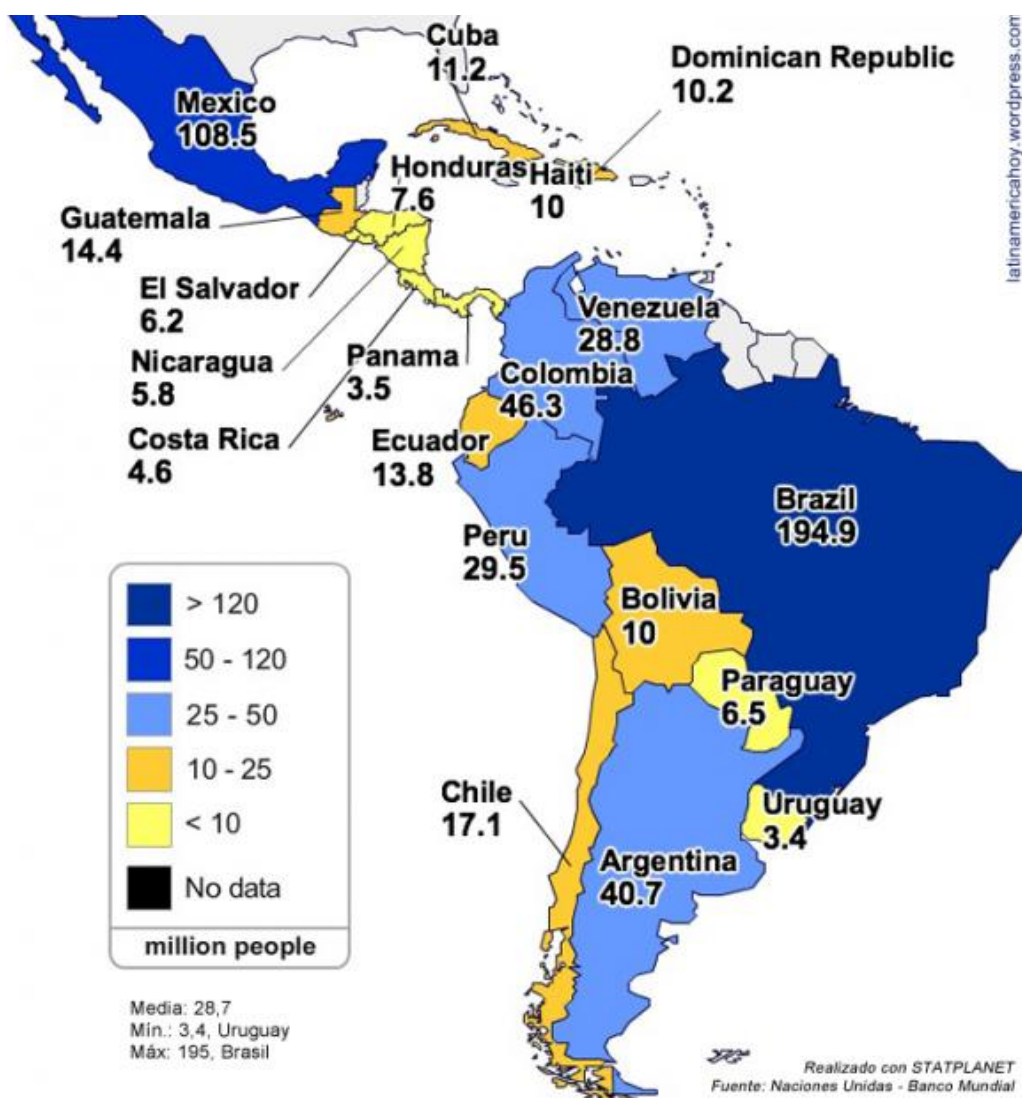 Cuba
11.2
Dominican Republic
10.2
latinamericahoy.wordpress.com
Mexico
108.5
Honduras
7.6
Haiti
10
Guatemala
14.4
El Salvador
6.2
Venezuela
28.8
Nicaragua
5.8
Panama
3.5
Colombia
46.3
Costa Rica
4.6
Ecuador
13.8
Brazil
194.9
Peru
29.5
Bolivia
10
Paraguay
6.5
Chile
17.1
Uruguay
3.4
Argentina
40.7
> 120
50 - 120
25 - 50
10 - 25
< 10
No data
million people
Media: 28,7
Mín.: 3,4, Uruguay
Máx: 195, Brasil
Realizado con STATPLANET
Fuente: Naciones Unidas - Banco Mundial